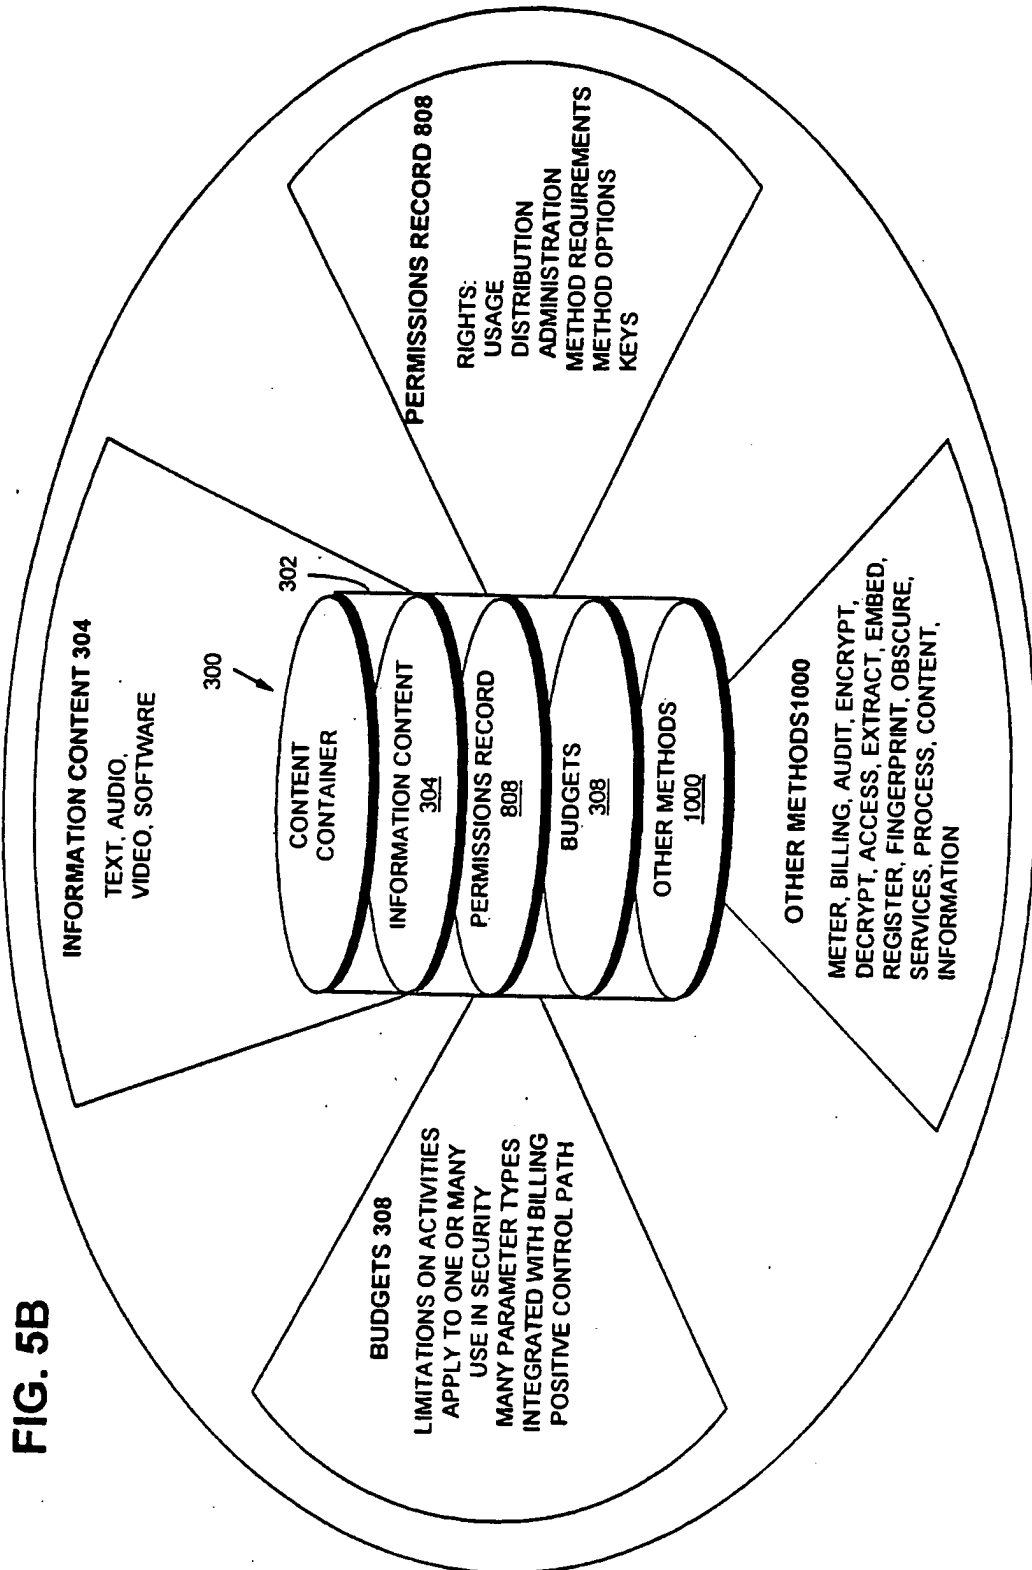 FIG. 5B
INFORMATION CONTENT 304
TEXT, AUDIO,
VIDEO, SOFTWARE
BUDGETS 308
LIMITATIONS ON ACTIVITIES
APPLY TO ONE OR MANY
USE IN SECURITY
MANY PARAMETER TYPES
INTEGRATED WITH BILLING
POSITIVE CONTROL PATH
300
302
CONTENT
CONTAINER
INFORMATION CONTENT
304
PERMISSIONS RECORD
808
BUDGETS
308
OTHER METHODS
1000
PERMISSIONS RECORD 808
RIGHTS:
USAGE
DISTRIBUTION
ADMINISTRATION
METHOD REQUIREMENTS
METHOD OPTIONS
KEYS
OTHER METHODS1000
METER, BILLING, AUDIT, ENCRYPT,
DECRYPT, ACCESS, EXTRACT, EMBED,
REGISTER, FINGERPRINT, OBSCURE,
SERVICES, PROCESS, CONTENT,
INFORMATION